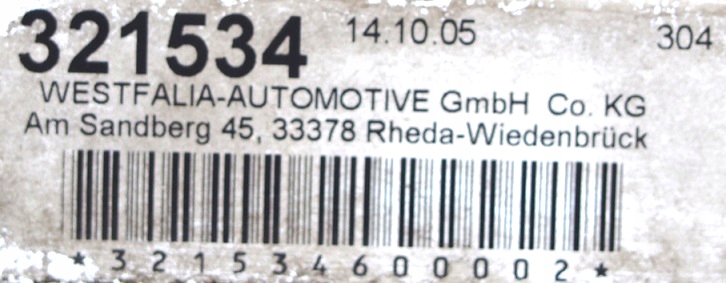 321534 14.10.05 304
WESTFALIA-AUTOMOTIVE GmbH Co. KG
Am Sandberg 45, 33378 Rheda-Wiedenbrück
*321534600002*